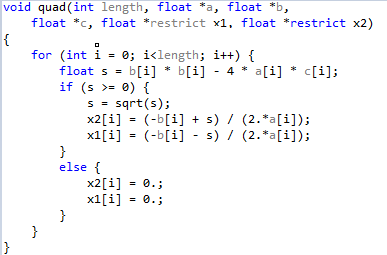 void quad(int length, float *a, float *b,
float *c, float *restrict x1, float *restrict x2)
{
for (int i = 0; i<length; i++) {
float s = b[i] * b[i] - 4 * a[i] * c[i];
if (s >= 0) {
s = sqrt(s);
x2[i] = (-b[i] + s) / (2.*a[i]);
x1[i] = (-b[i] - s) / (2.*a[i]);
}
else {
x2[i] = 0.;
x1[i] = 0.;
}
}
}